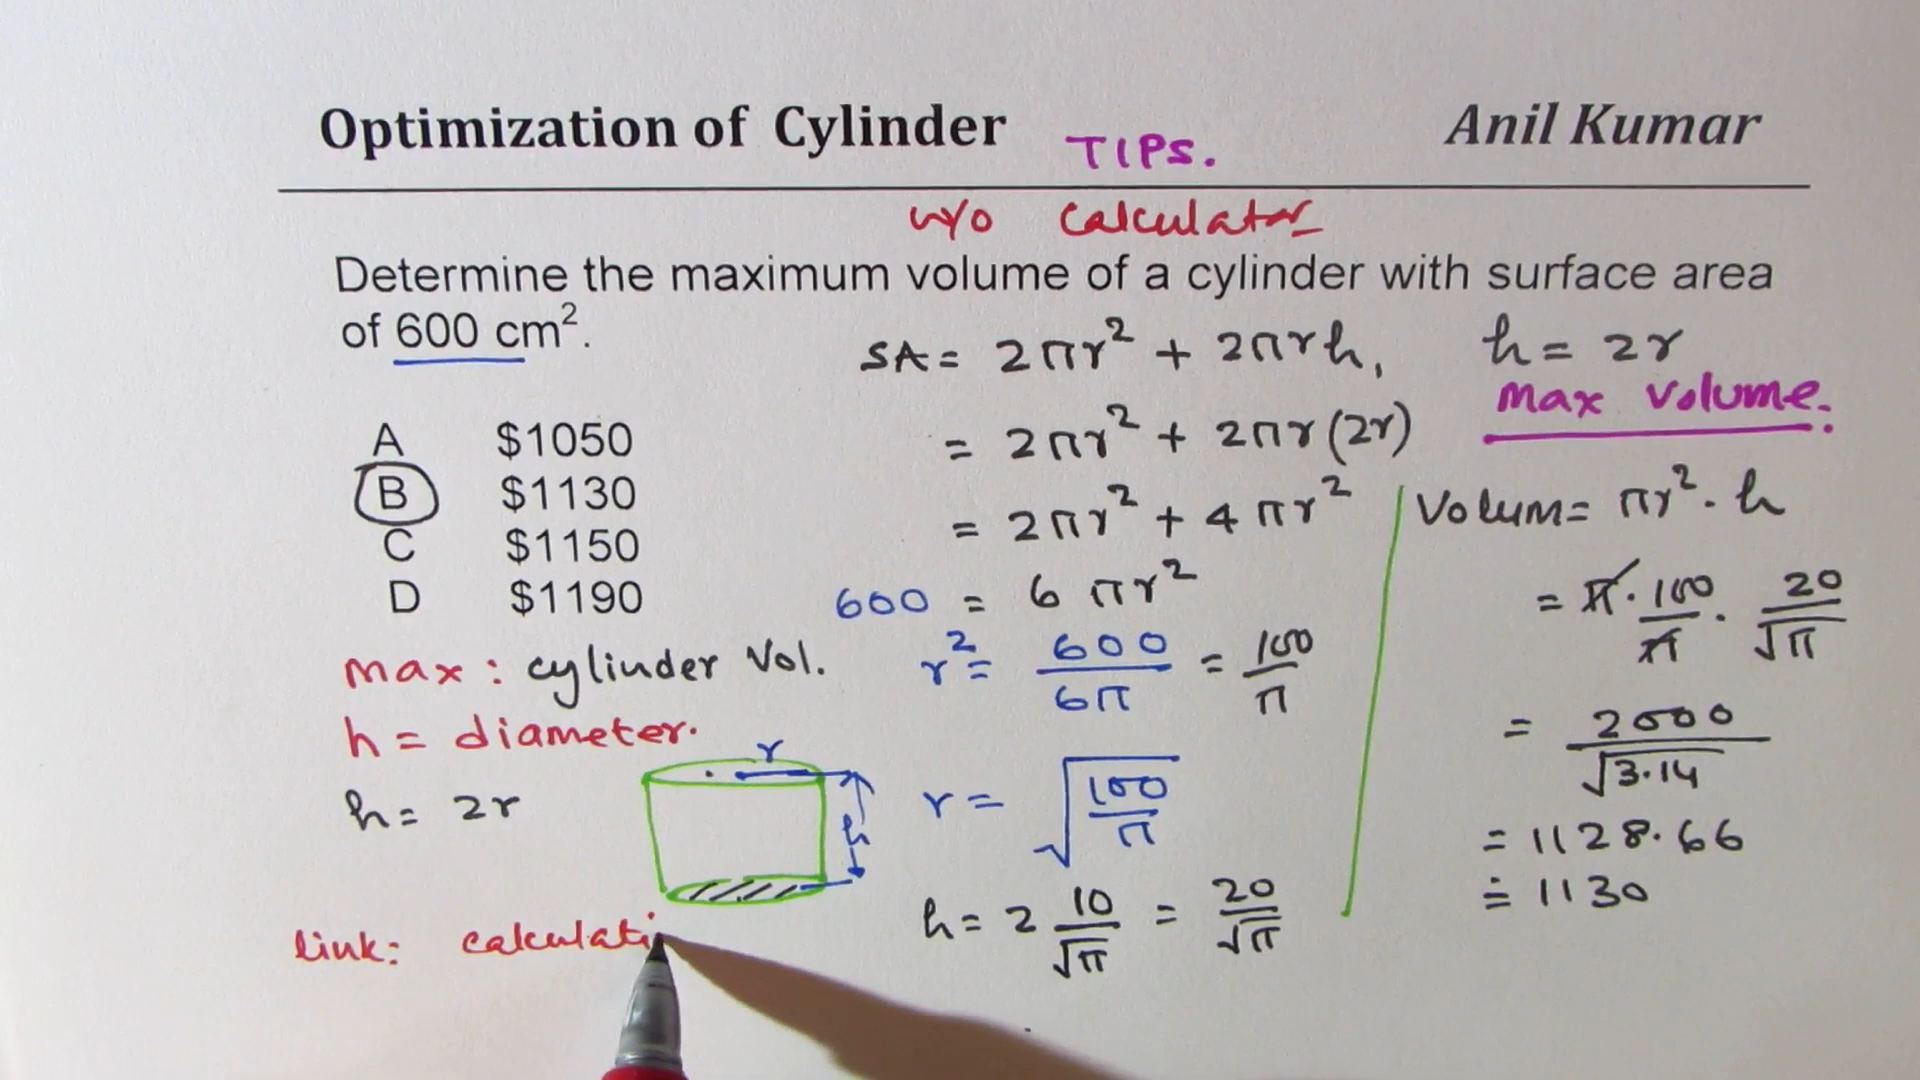 Optimization of Cylinder TIPS. Anil Kumar
w/o Calculator
Determine the maximum volume of a cylinder with surface area
of 600 cm².
A $1050
B $1130
C $1150
D $1190
max: cylinder Vol.
h = diameter.
h = 2r
r
h
link: calculati
SA = 2πr² + 2πrh, h = 2r
max volume.
= 2πr² + 2πr(2r)
= 2πr² + 4πr²
600 = 6πr²
r² = 600/6π = 100/π
r = √(100/π)
h = 2 10/√π = 20/√π
Volum = πr² · h
= π · 100/π · 20/√π
= 2000/√3.14
= 1128.66
≐ 1130